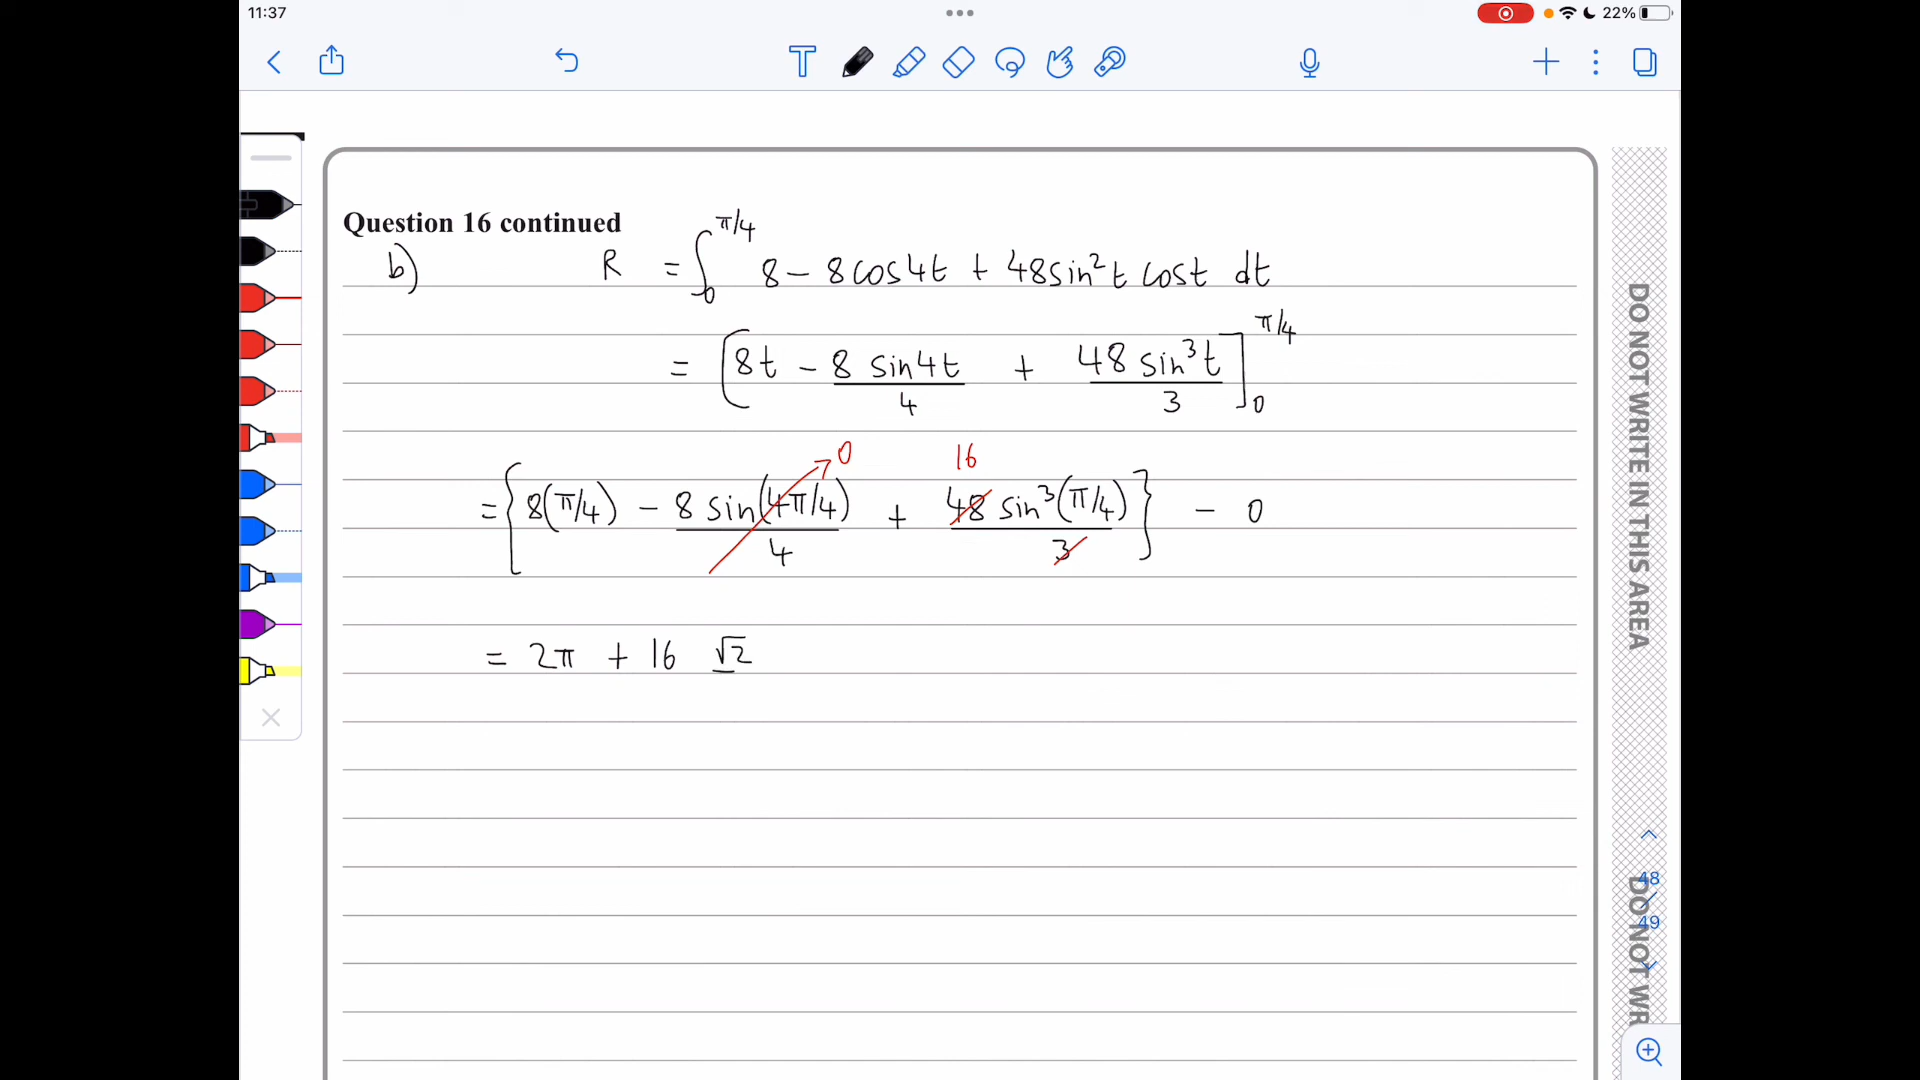 11:37
22%
Question 16 continued
b) R = ∫₀^π/4 8 − 8cos4t + 48sin²t cost dt
= [8t − 8 sin4t/4 + 48 sin³t/3]₀^π/4
0 16
= {8(π/4) − 8 sin(4π/4)/4 + 48 sin³(π/4)/3} − 0
= 2π + 16 √2
DO NOT WRITE IN THIS AREA
48
49
DO NOT WR